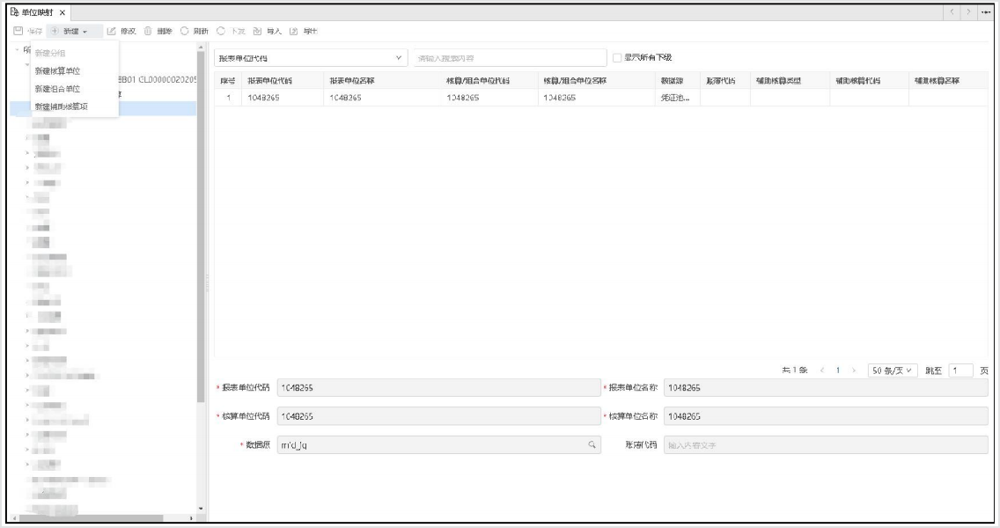 单位映射 ×
保存 新建 修改 删除 刷新 下发 导入 导出
新建分组
新建核算单位
新建组合单位
新建辅助核算项
报表单位代码 请输入搜索内容 显示所有下级
序号 报表单位代码 报表单位名称 核算/组合单位代码 核算/组合单位名称 数据源 账簿代码 辅助核算类型 辅助核算代码 辅助核算名称
1 1048265 1048265 1048265 1048265 凭证池...
共 1 条 < 1 > 50 条/页 跳至 1 页
* 报表单位代码 1048265 * 报表单位名称 1048265
* 核算单位代码 1048265 * 核算单位名称 1048265
* 数据源 账簿代码 输入内容文字